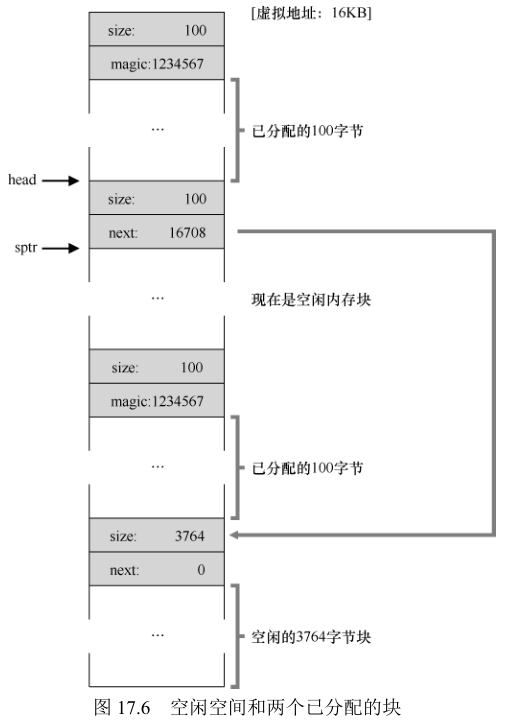 size: 100
[虚拟地址：16KB]
magic:1234567
...
已分配的100字节
head
size: 100
next: 16708
sptr
...
现在是空闲内存块
size: 100
magic:1234567
...
已分配的100字节
size: 3764
next: 0
...
空闲的3764字节块
图 17.6 空闲空间和两个已分配的块